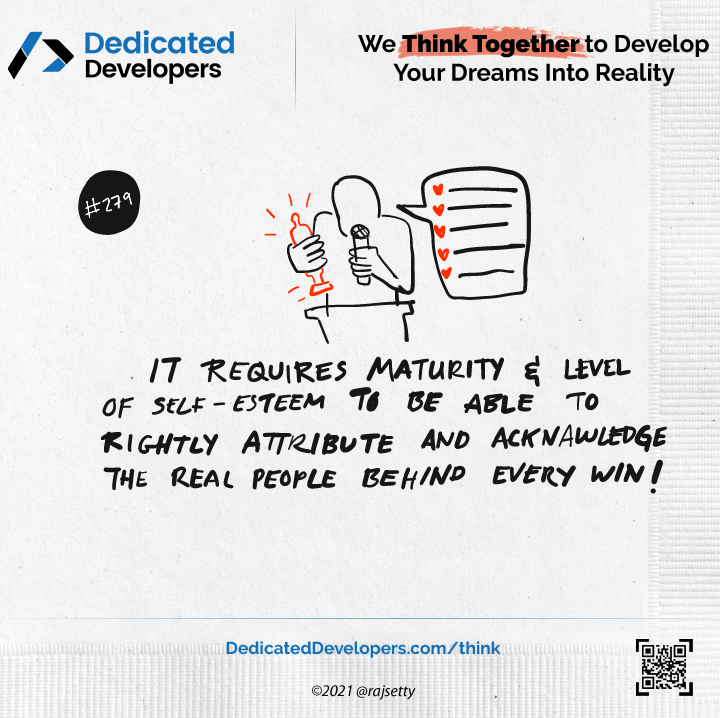 Dedicated
Developers
We Think Together to Develop
Your Dreams Into Reality
#279
IT REQUIRES MATURITY & LEVEL
OF SELF-ESTEEM TO BE ABLE TO
RIGHTLY ATTRIBUTE AND ACKNAWLEDGE
THE REAL PEOPLE BEHIND EVERY WIN!
DedicatedDevelopers.com/think
©2021 @rajsetty